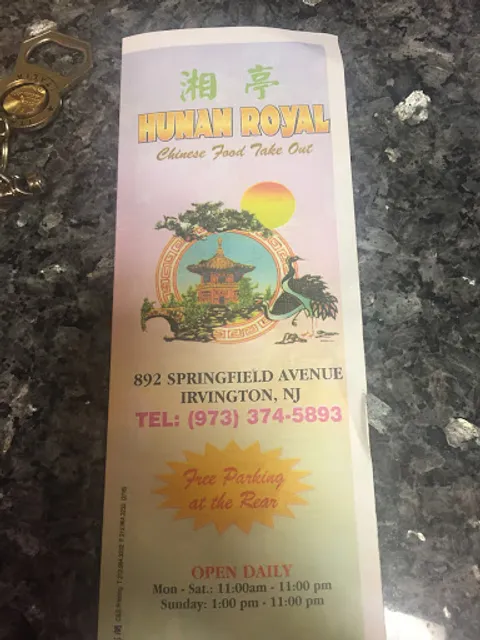 湘亭
HUNAN ROYAL
Chinese Food Take Out
892 SPRINGFIELD AVENUE
IRVINGTON, NJ
TEL: (973) 374-5893
Free Parking
at the Rear
OPEN DAILY
Mon - Sat.: 11:00am - 11:00 pm
Sunday: 1:00 pm - 11:00 pm